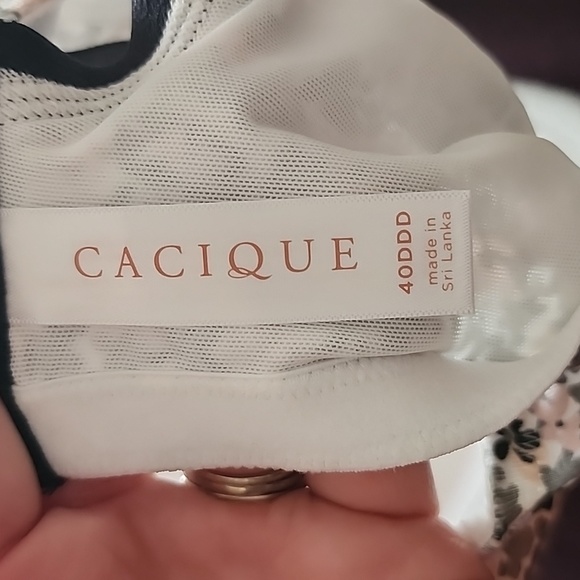 CACIQUE
40DDD
made in
Sri Lanka